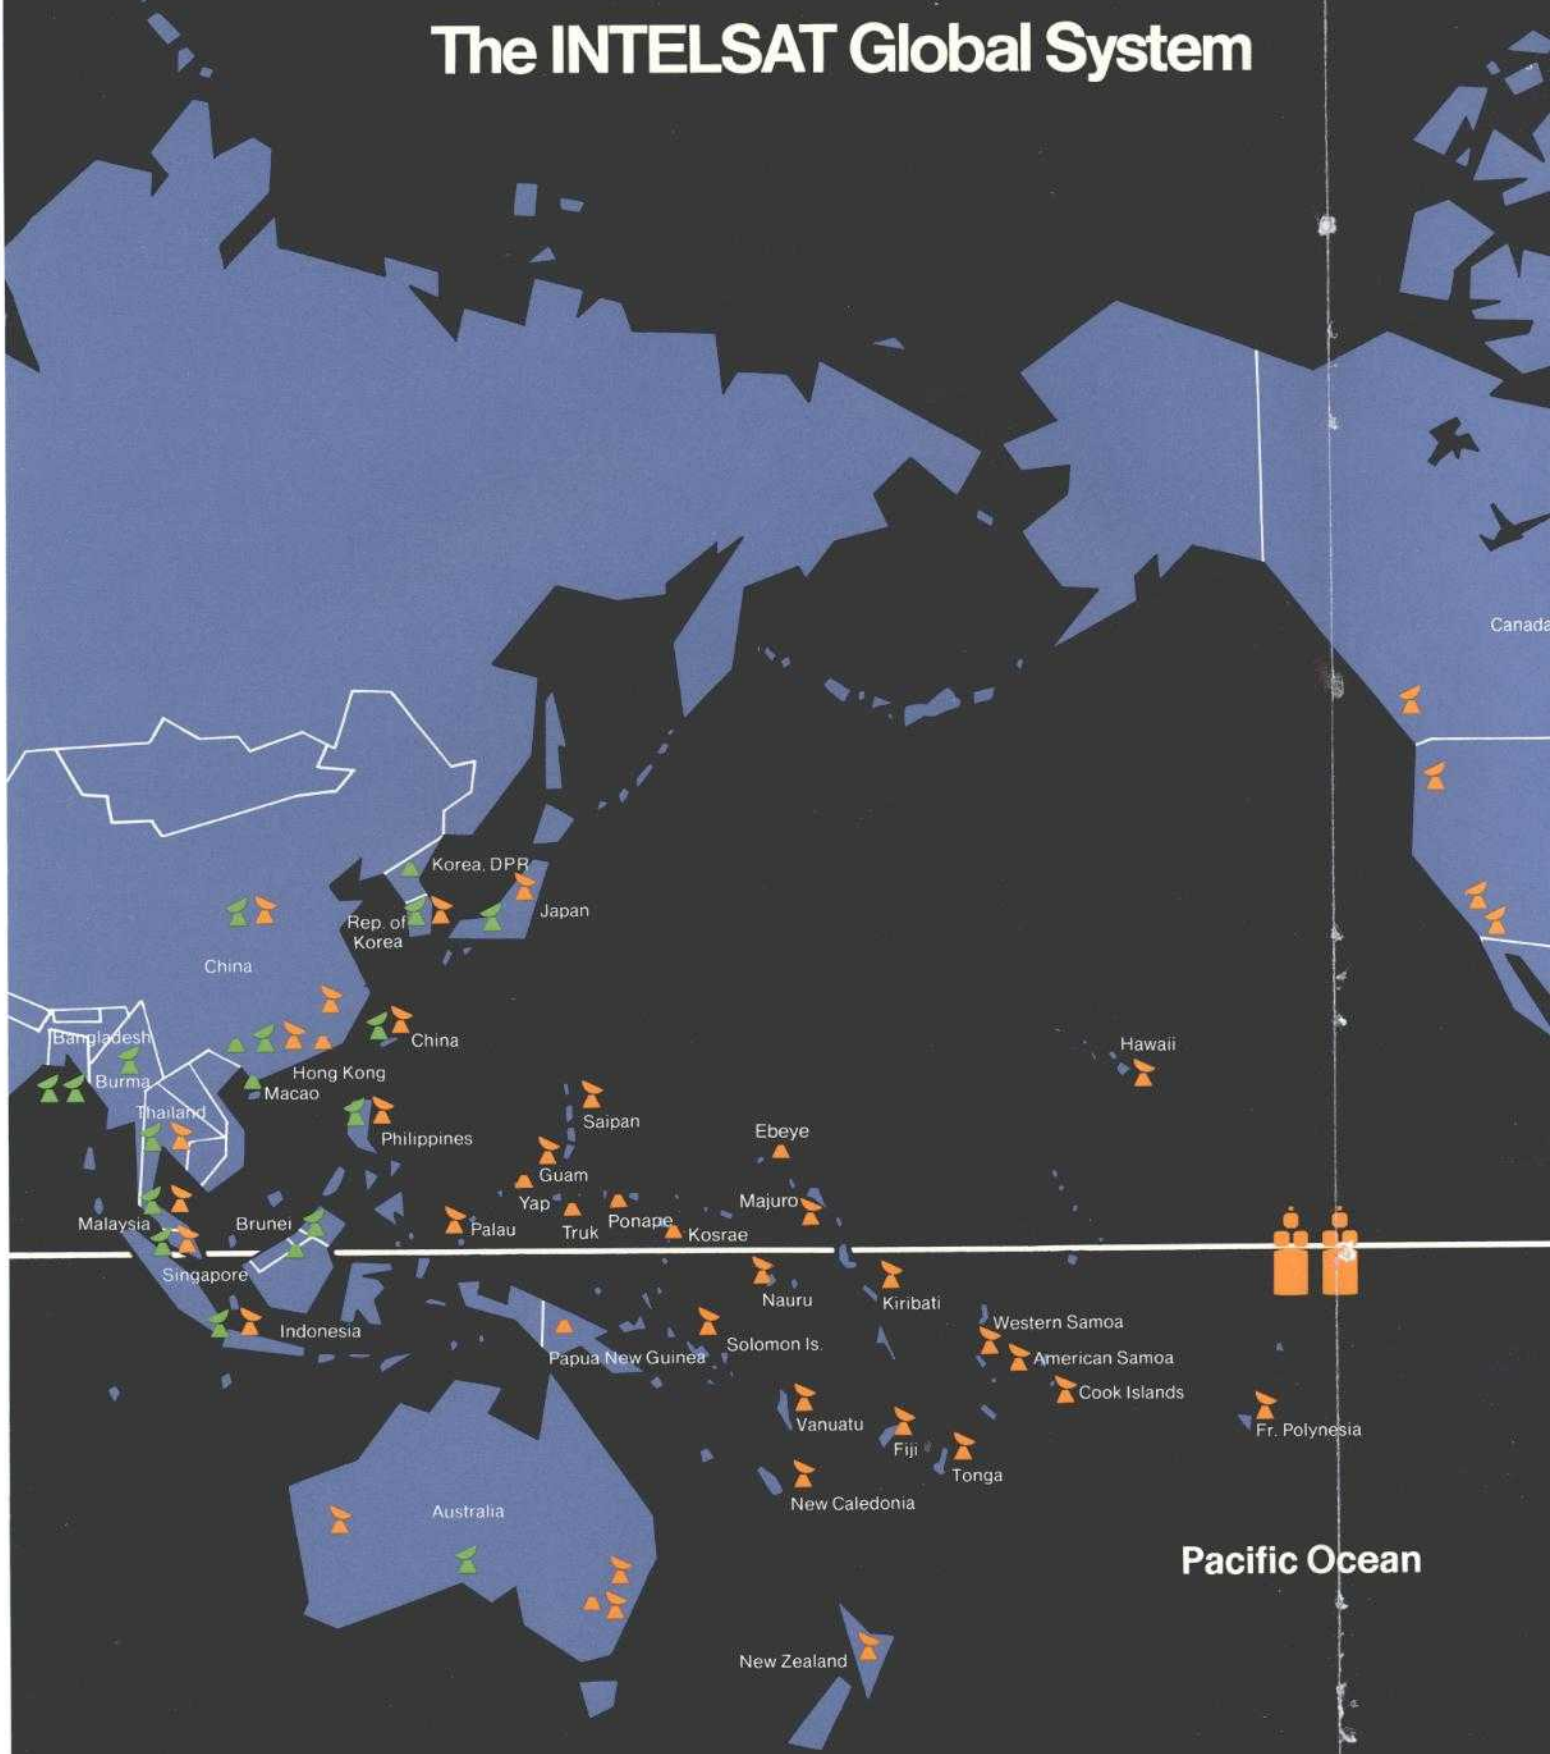 The INTELSAT Global System
Canada
Korea, DPR
Japan
Rep. of
Korea
China
Bangladesh
China
Hawaii
Hong Kong
Burma
Macao
Thailand
Saipan
Philippines
Ebeye
Guam
Yap
Majuro
Malaysia
Brunei
Palau
Truk
Ponape
Kosrae
Singapore
Nauru
Kiribati
Western Samoa
Indonesia
Solomon Is.
Papua New Guinea
American Samoa
Cook Islands
Vanuatu
Fr. Polynesia
Fiji
Tonga
New Caledonia
Australia
Pacific Ocean
New Zealand